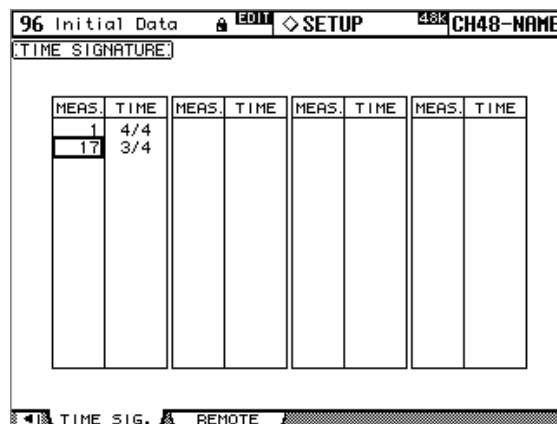 96 Initial Data EDIT SETUP 48K CH48-NAME
TIME SIGNATURE
MEAS. TIME MEAS. TIME MEAS. TIME MEAS. TIME
1 4/4
17 3/4
TIME SIG. REMOTE